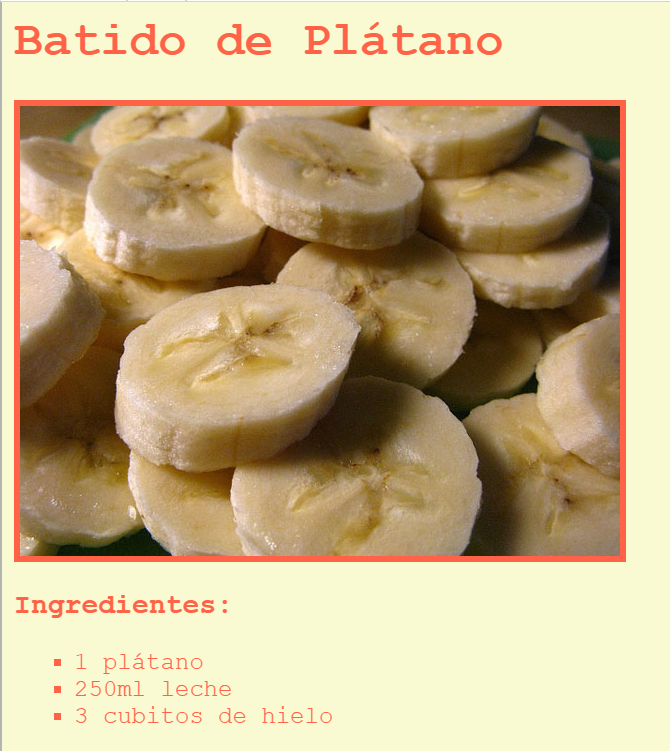 Batido de Plátano
Ingredientes:
1 plátano
250ml leche
3 cubitos de hielo